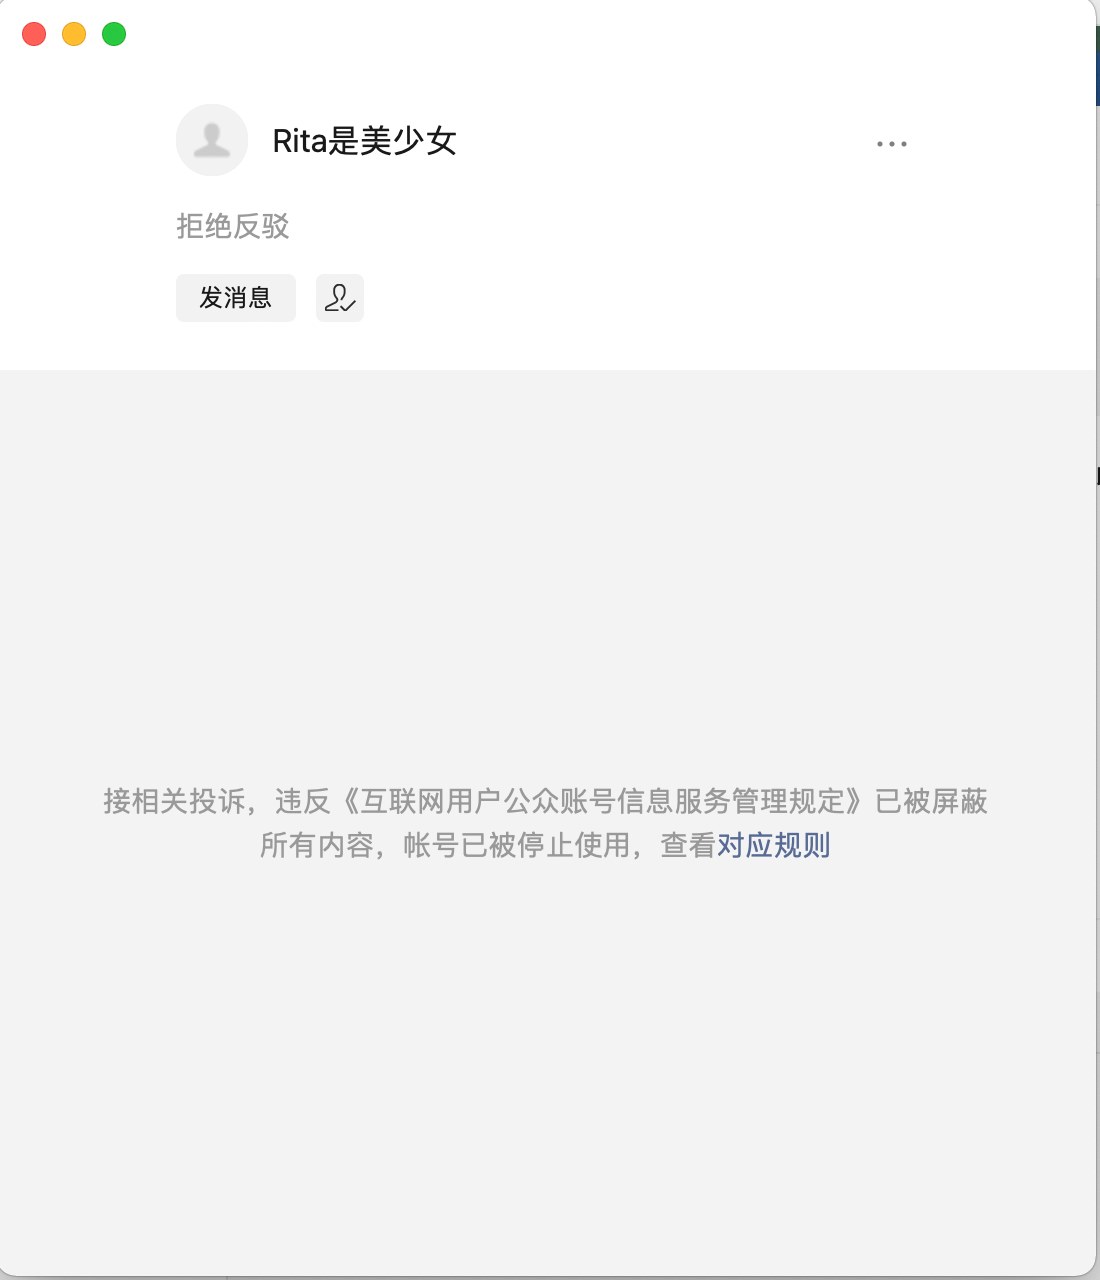 Rita是美少女
拒绝反驳
发消息
接相关投诉，违反《互联网用户公众账号信息服务管理规定》已被屏蔽
所有内容，帐号已被停止使用，查看对应规则